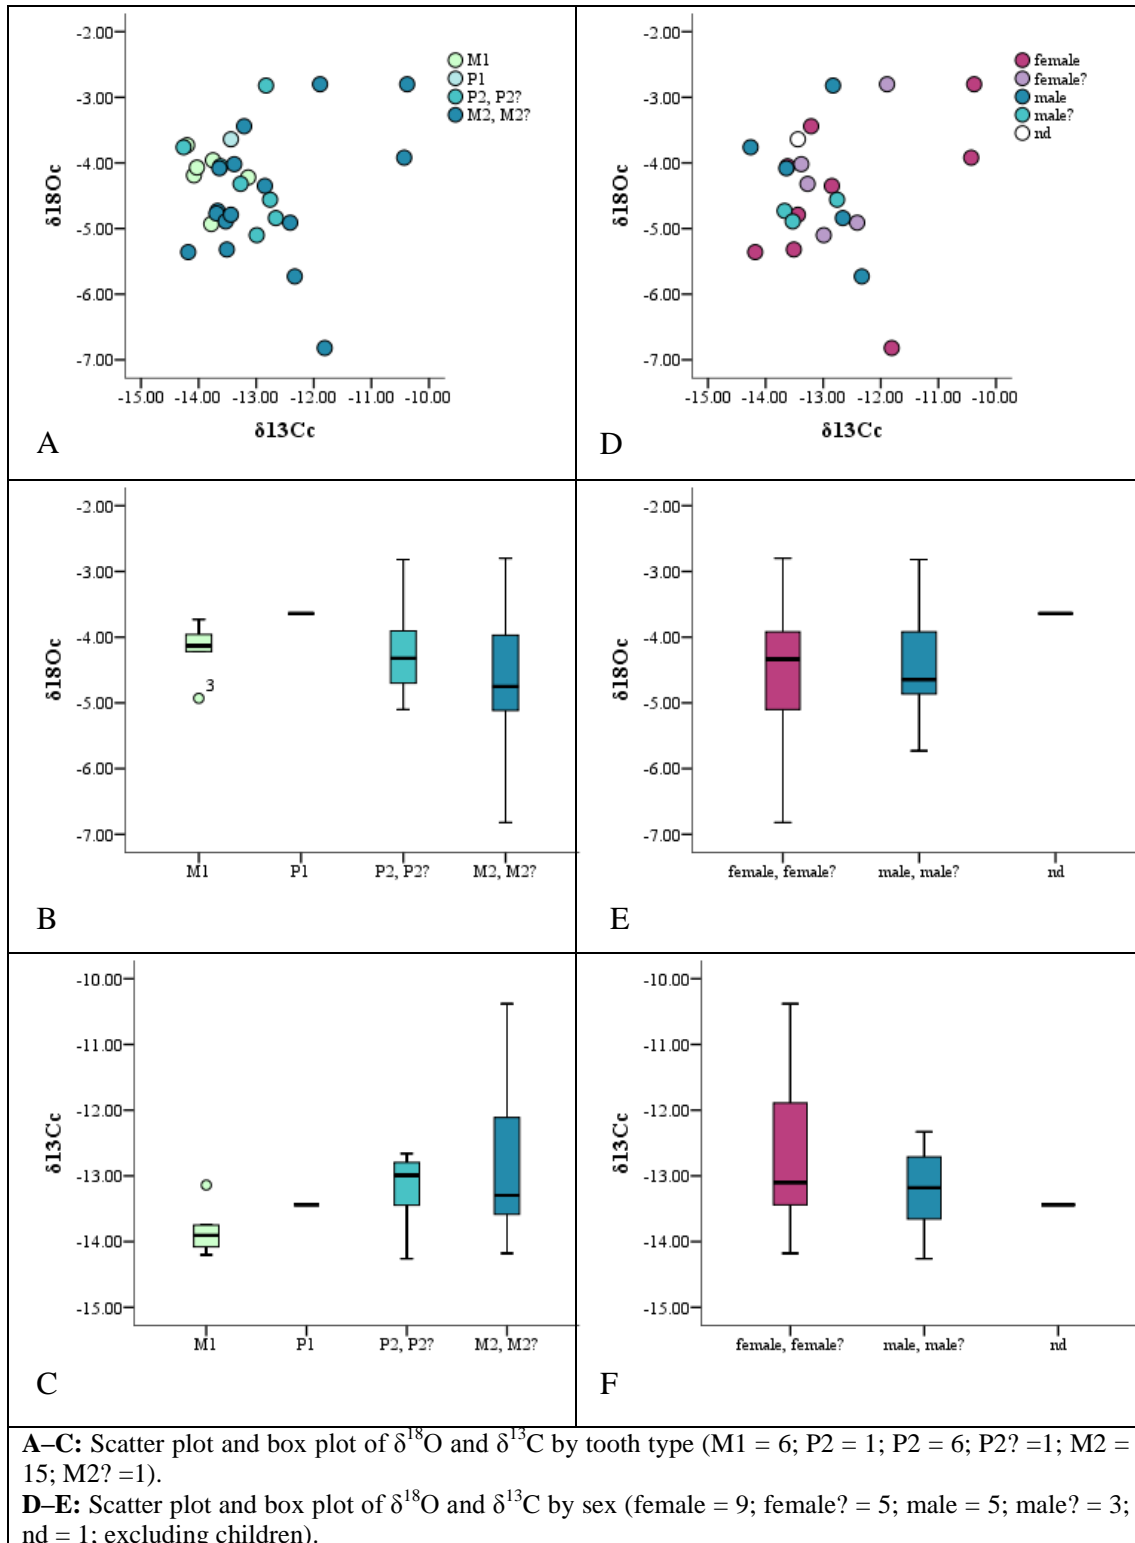 -2.00
-3.00
-4.00
-5.00
-6.00
-7.00
δ18Oc
M1
P1
P2, P2?
M2, M2?
-15.00 -14.00 -13.00 -12.00 -11.00 -10.00
δ13Cc
A
-2.00
-3.00
-4.00
-5.00
-6.00
-7.00
δ18Oc
female
female?
male
male?
nd
-15.00 -14.00 -13.00 -12.00 -11.00 -10.00
δ13Cc
D
-2.00
-3.00
-4.00
-5.00
-6.00
-7.00
δ18Oc
3
M1 P1 P2, P2? M2, M2?
B
-2.00
-3.00
-4.00
-5.00
-6.00
-7.00
δ18Oc
female, female? male, male? nd
E
-10.00
-11.00
-12.00
-13.00
-14.00
-15.00
δ13Cc
M1 P1 P2, P2? M2, M2?
C
-10.00
-11.00
-12.00
-13.00
-14.00
-15.00
δ13Cc
female, female? male, male? nd
F
A–C: Scatter plot and box plot of δ¹⁸O and δ¹³C by tooth type (M1 = 6; P2 = 1; P2 = 6; P2? =1; M2 =
15; M2? =1).
D–E: Scatter plot and box plot of δ¹⁸O and δ¹³C by sex (female = 9; female? = 5; male = 5; male? = 3;
nd = 1; excluding children).